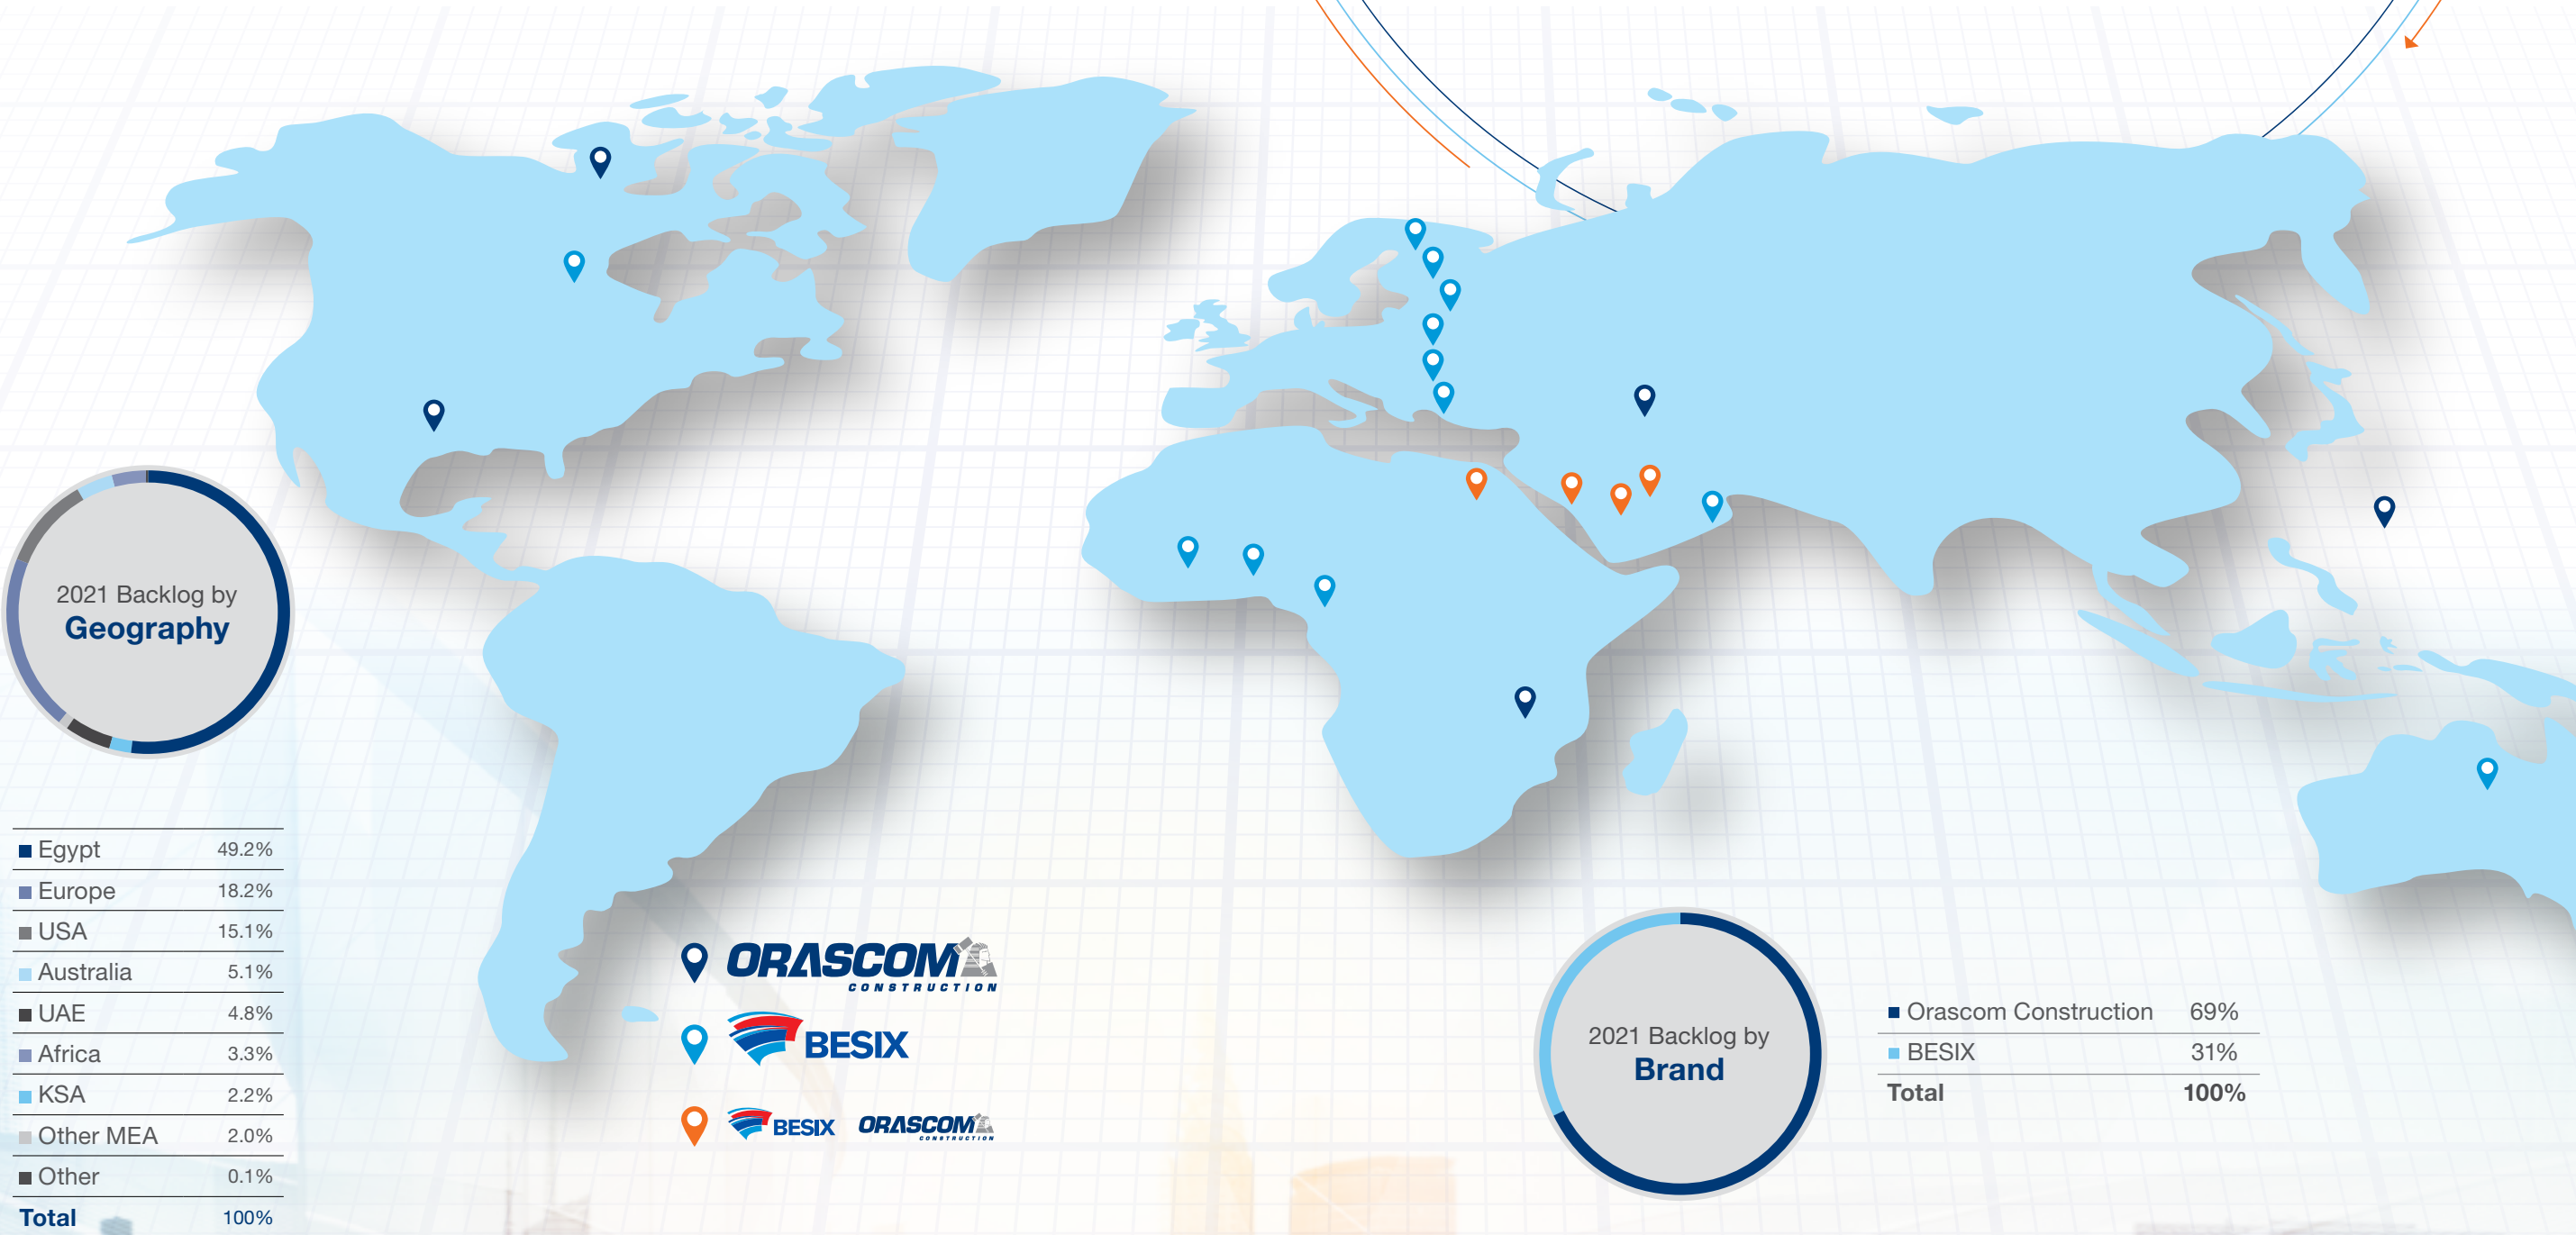 2021 Backlog by
Geography
Egypt 49.2%
Europe 18.2%
USA 15.1%
Australia 5.1%
UAE 4.8%
Africa 3.3%
KSA 2.2%
Other MEA 2.0%
Other 0.1%
Total 100%
ORASCOM
CONSTRUCTION
BESIX
BESIX ORASCOM
CONSTRUCTION
2021 Backlog by
Brand
Orascom Construction 69%
BESIX 31%
Total 100%